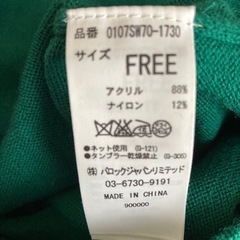 品番 0107SW70-1730
サイズ
FREE
アクリル 88%
ナイロン 12%
●ネット使用 (S-121)
●タンブラー乾燥禁止 (S-305)
(株) バロックジャパンリミテッド
03-6730-9191
MADE IN CHINA
900000